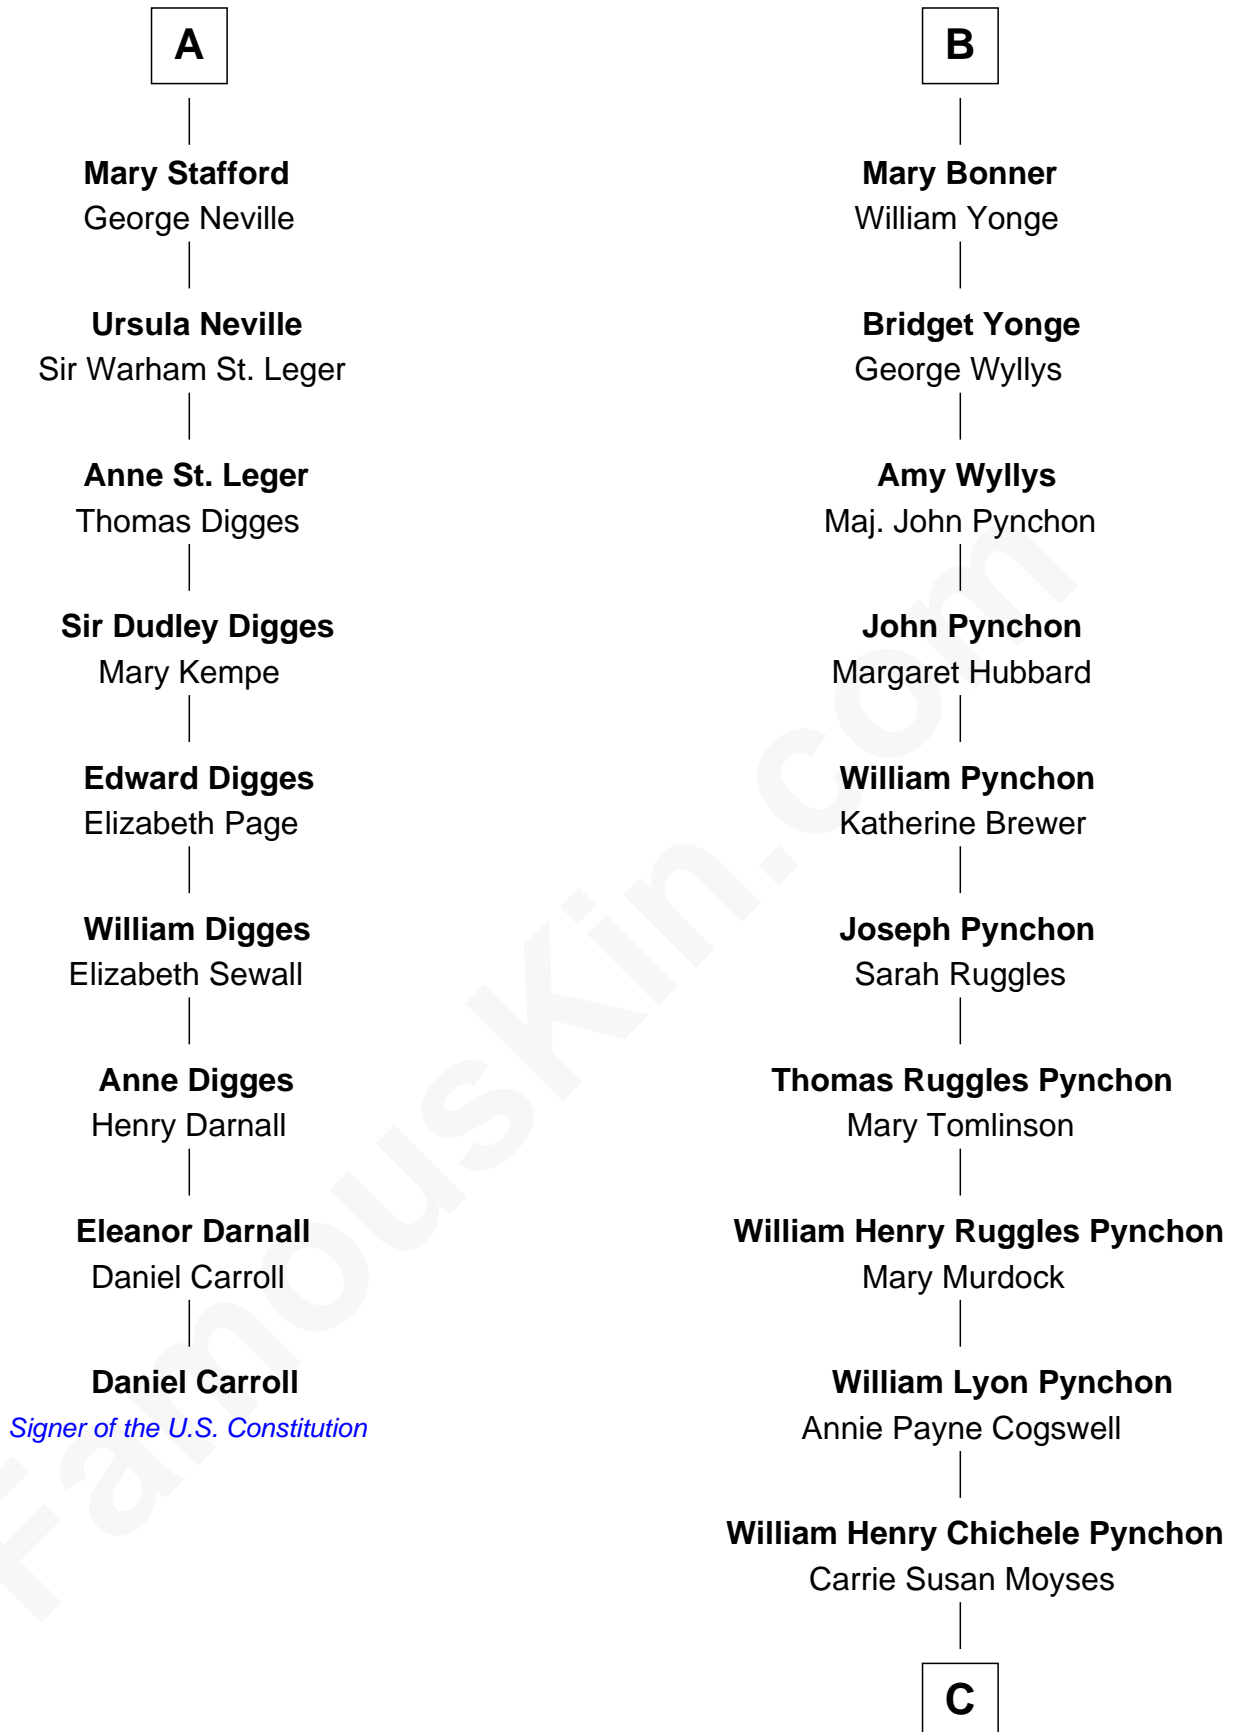 A
Mary Stafford
George Neville
Ursula Neville
Sir Warham St. Leger
Anne St. Leger
Thomas Digges
Sir Dudley Digges
Mary Kempe
Edward Digges
Elizabeth Page
William Digges
Elizabeth Sewall
Anne Digges
Henry Darnall
Eleanor Darnall
Daniel Carroll
Daniel Carroll
Signer of the U.S. Constitution
B
Mary Bonner
William Yonge
Bridget Yonge
George Wyllys
Amy Wyllys
Maj. John Pynchon
John Pynchon
Margaret Hubbard
William Pynchon
Katherine Brewer
Joseph Pynchon
Sarah Ruggles
Thomas Ruggles Pynchon
Mary Tomlinson
William Henry Ruggles Pynchon
Mary Murdock
William Lyon Pynchon
Annie Payne Cogswell
William Henry Chichele Pynchon
Carrie Susan Moyses
C
FamousKin.com